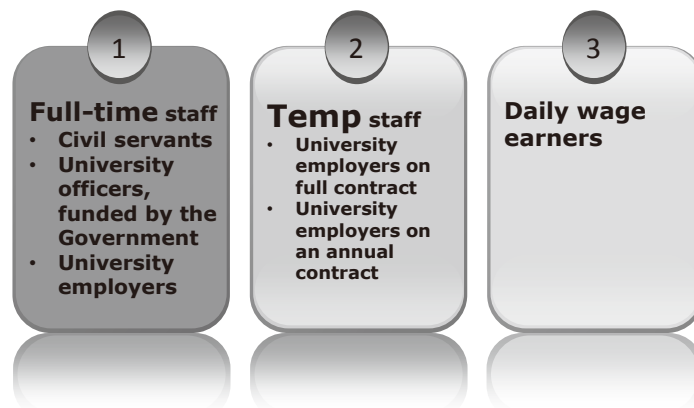 1
Full-time staff
• Civil servants
• University
officers,
funded by the
Government
• University
employers
2
Temp staff
• University
employers on
full contract
• University
employers on
an annual
contract
3
Daily wage
earners